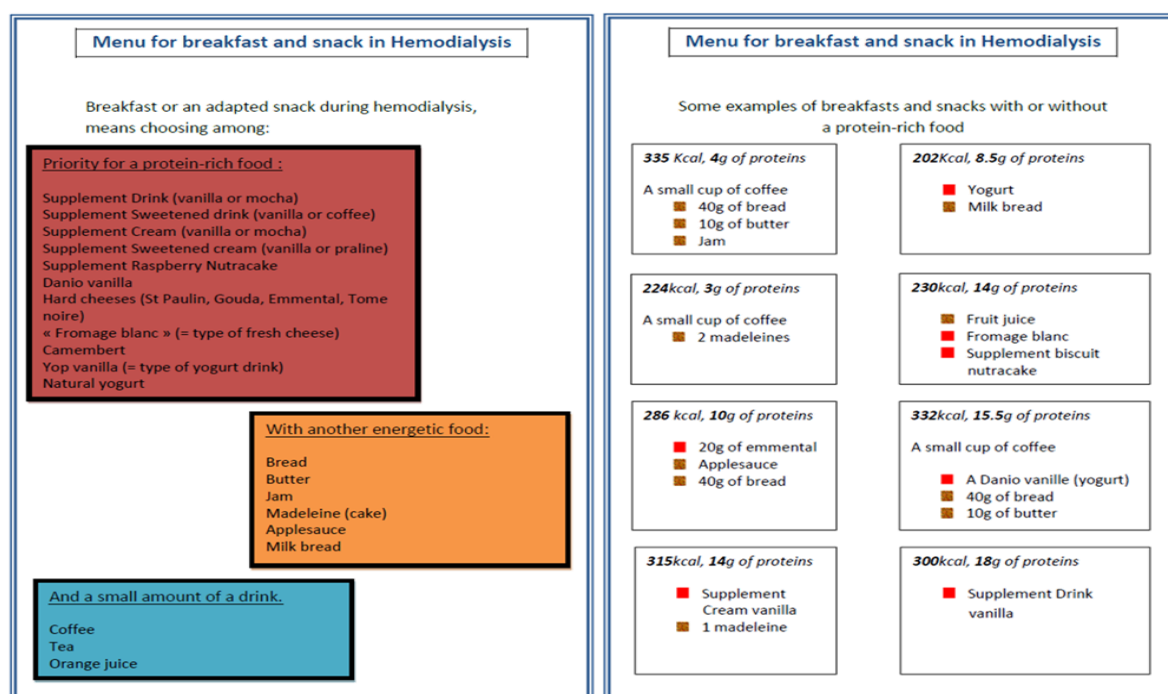 Menu for breakfast and snack in Hemodialysis
Breakfast or an adapted snack during hemodialysis,
means choosing among:
Priority for a protein-rich food :
Supplement Drink (vanilla or mocha)
Supplement Sweetened drink (vanilla or coffee)
Supplement Cream (vanilla or mocha)
Supplement Sweetened cream (vanilla or praline)
Supplement Raspberry Nutracake
Danio vanilla
Hard cheeses (St Paulin, Gouda, Emmental, Tome
noire)
« Fromage blanc » (= type of fresh cheese)
Camembert
Yop vanilla (= type of yogurt drink)
Natural yogurt
With another energetic food:
Bread
Butter
Jam
Madeleine (cake)
Applesauce
Milk bread
And a small amount of a drink.
Coffee
Tea
Orange juice
Menu for breakfast and snack in Hemodialysis
Some examples of breakfasts and snacks with or without
a protein-rich food
335 Kcal, 4g of proteins
A small cup of coffee
40g of bread
10g of butter
Jam
202Kcal, 8.5g of proteins
Yogurt
Milk bread
224kcal, 3g of proteins
A small cup of coffee
2 madeleines
230kcal, 14g of proteins
Fruit juice
Fromage blanc
Supplement biscuit
nutracake
286 kcal, 10g of proteins
20g of emmental
Applesauce
40g of bread
332kcal, 15.5g of proteins
A small cup of coffee
A Danio vanille (yogurt)
40g of bread
10g of butter
315kcal, 14g of proteins
Supplement
Cream vanilla
1 madeleine
300kcal, 18g of proteins
Supplement Drink
vanilla